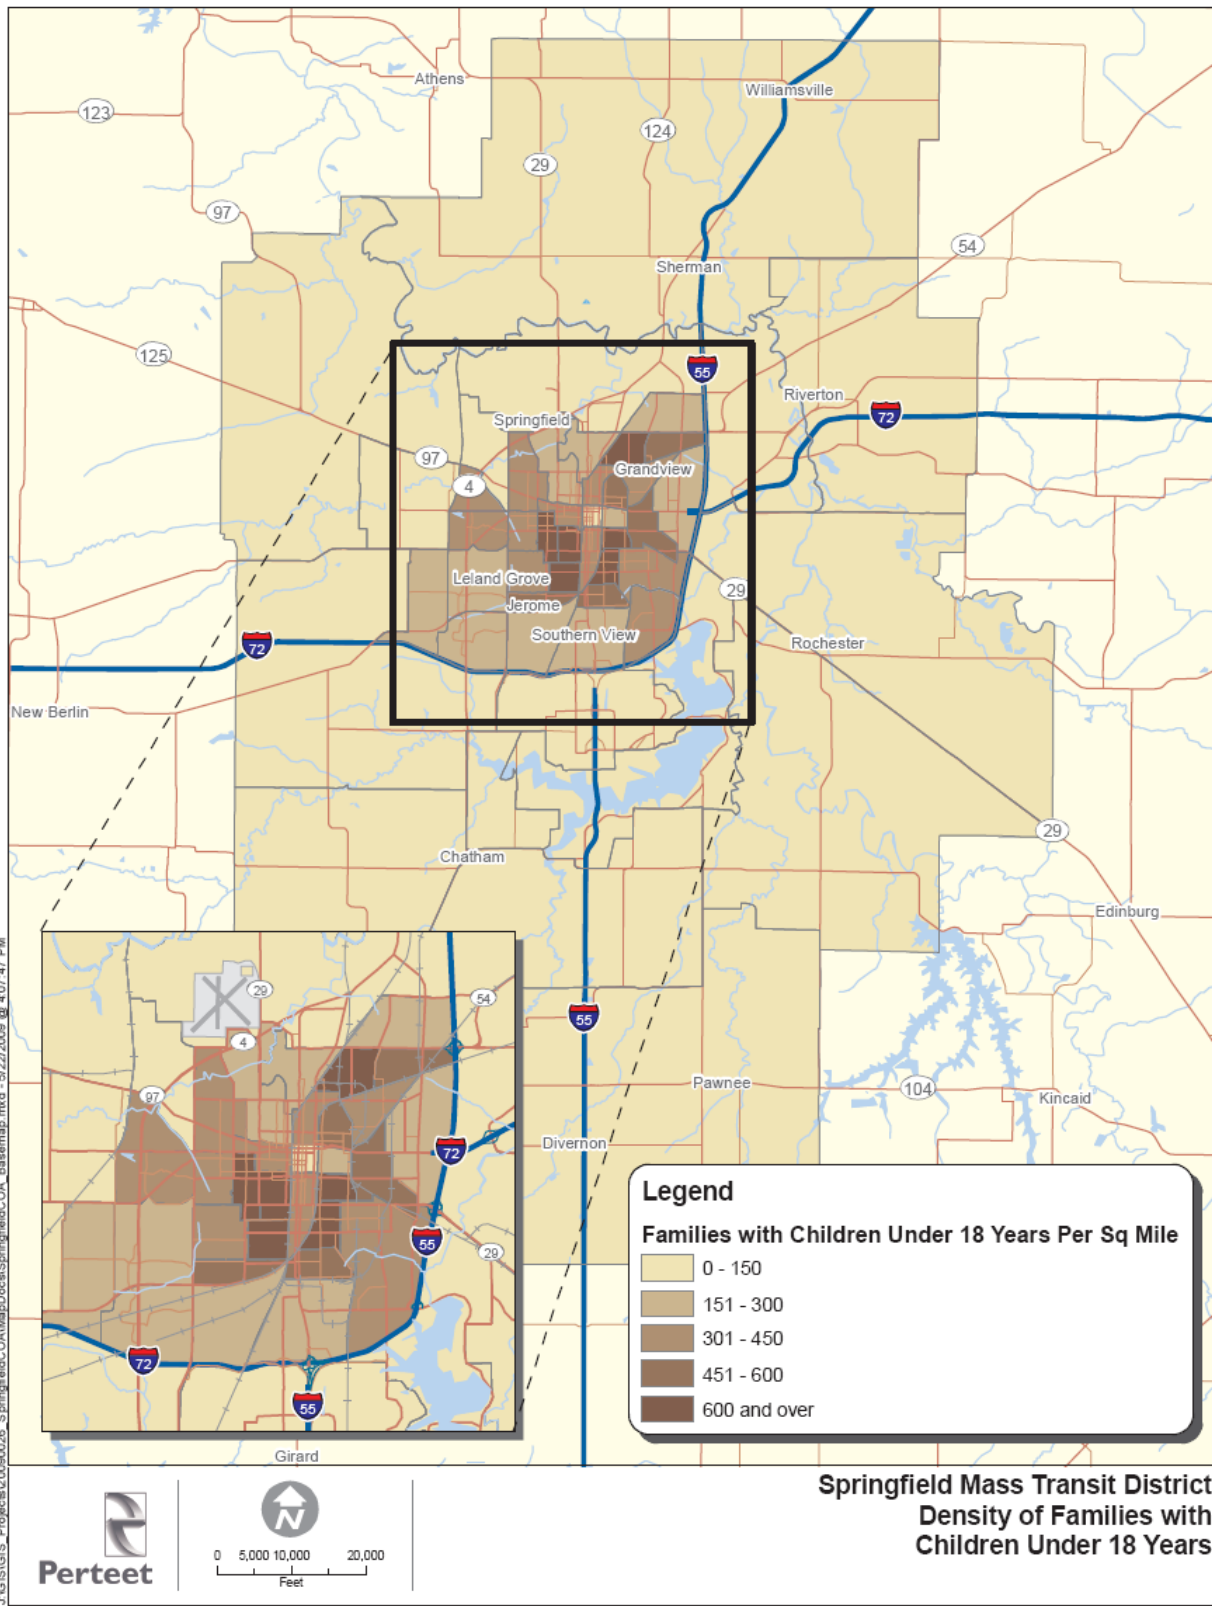 Athens
Williamsville
123
124
29
97
54
Sherman
125
55
Riverton
72
Springfield
97
Grandview
4
Leland Grove
29
Jerome
Southern View
Rochester
72
New Berlin
29
Chatham
Edinburg
29
54
4
55
97
Pawnee
104
Kincaid
72
Divernon
55
29
72
55
Girard
Legend
Families with Children Under 18 Years Per Sq Mile
0 - 150
151 - 300
301 - 450
451 - 600
600 and over
Springfield Mass Transit District
Density of Families with
Children Under 18 Years
N
Perteet
0 5,000 10,000 20,000
Feet